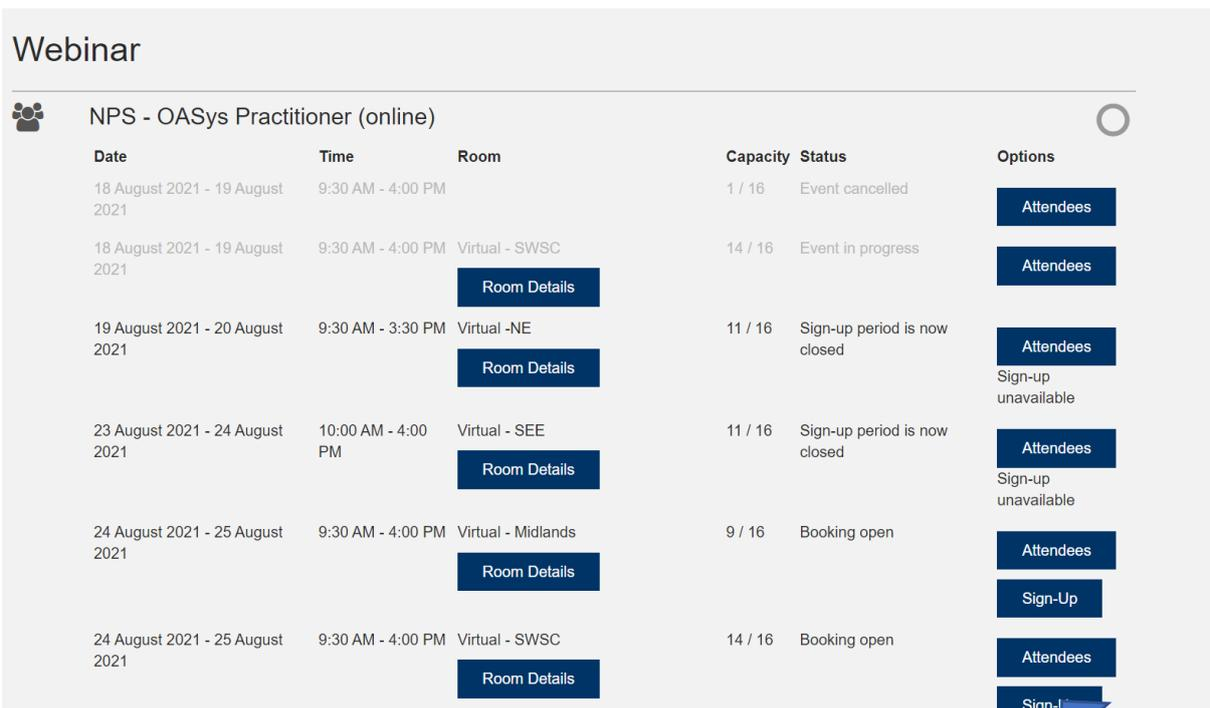 Webinar
NPS - OASys Practitioner (online)
Date Time Room Capacity Status Options
18 August 2021 - 19 August 9:30 AM - 4:00 PM 1 / 16 Event cancelled
2021
Attendees
18 August 2021 - 19 August 9:30 AM - 4:00 PM Virtual - SWSC 14 / 16 Event in progress
2021
Attendees
Room Details
19 August 2021 - 20 August 9:30 AM - 3:30 PM Virtual -NE 11 / 16 Sign-up period is now
2021 closed
Attendees
Room Details
Sign-up
unavailable
23 August 2021 - 24 August 10:00 AM - 4:00 Virtual - SEE 11 / 16 Sign-up period is now
2021 PM closed
Attendees
Room Details
Sign-up
unavailable
24 August 2021 - 25 August 9:30 AM - 4:00 PM Virtual - Midlands 9 / 16 Booking open
2021
Attendees
Room Details
Sign-Up
24 August 2021 - 25 August 9:30 AM - 4:00 PM Virtual - SWSC 14 / 16 Booking open
2021
Attendees
Room Details